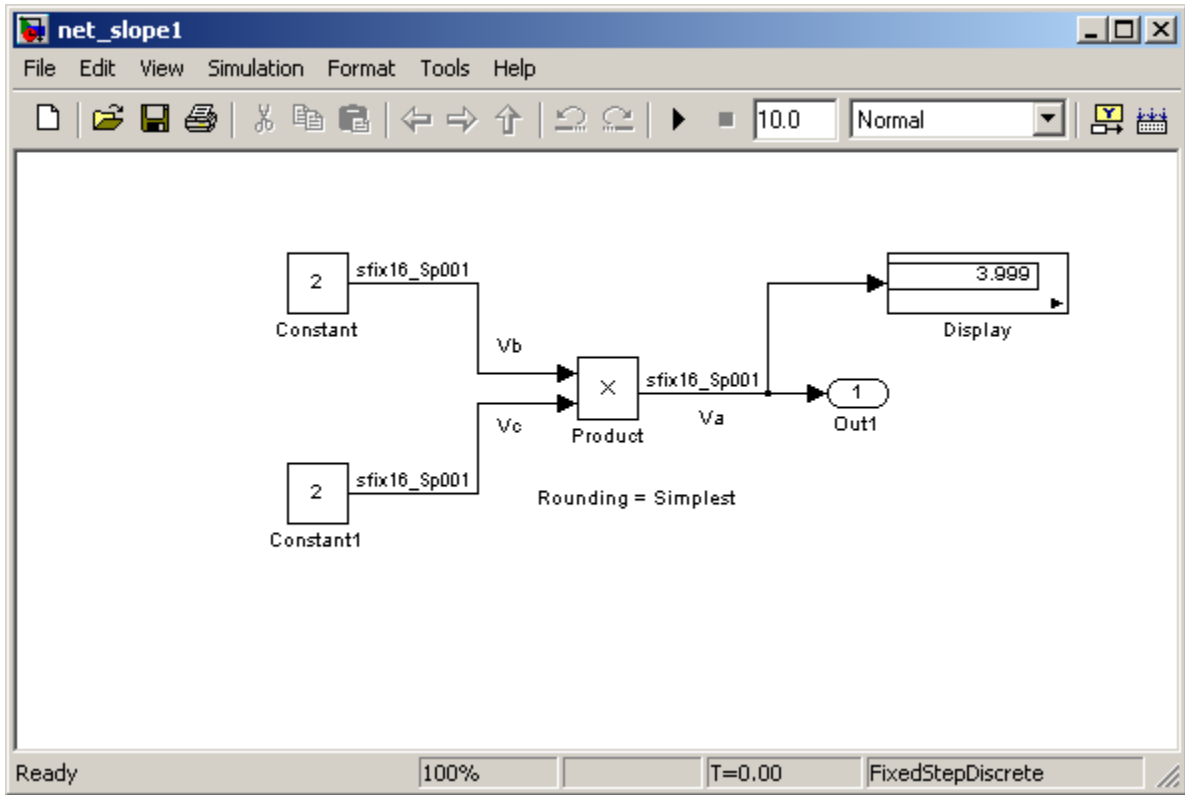 net_slope1
File Edit View Simulation Format Tools Help
10.0 Normal
2
sfix16_Sp001
Constant
3.999
Display
Vb
×
sfix16_Sp001
Va
1
Out1
Vc
Product
2
sfix16_Sp001
Constant1
Rounding = Simplest
Ready 100% T=0.00 FixedStepDiscrete